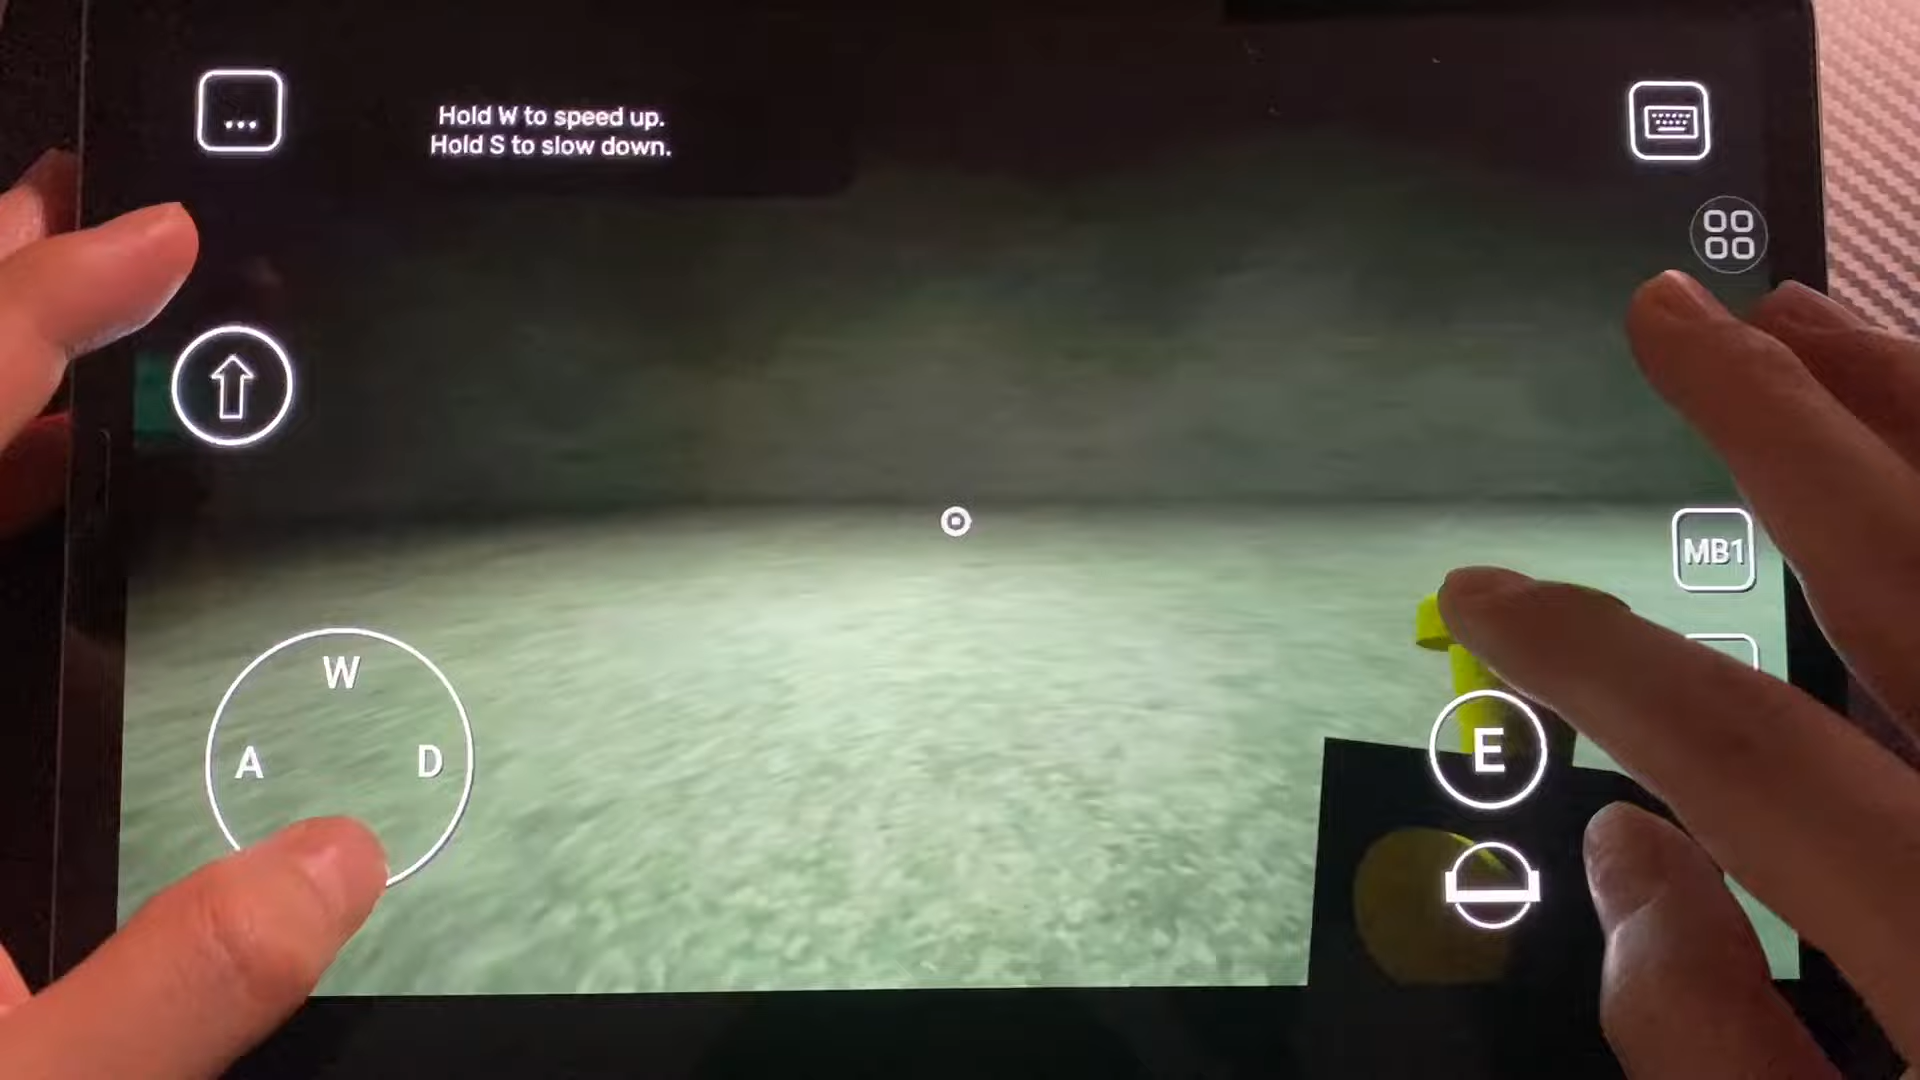 ...
Hold W to speed up.
Hold S to slow down.
MB1
W
A
D
E